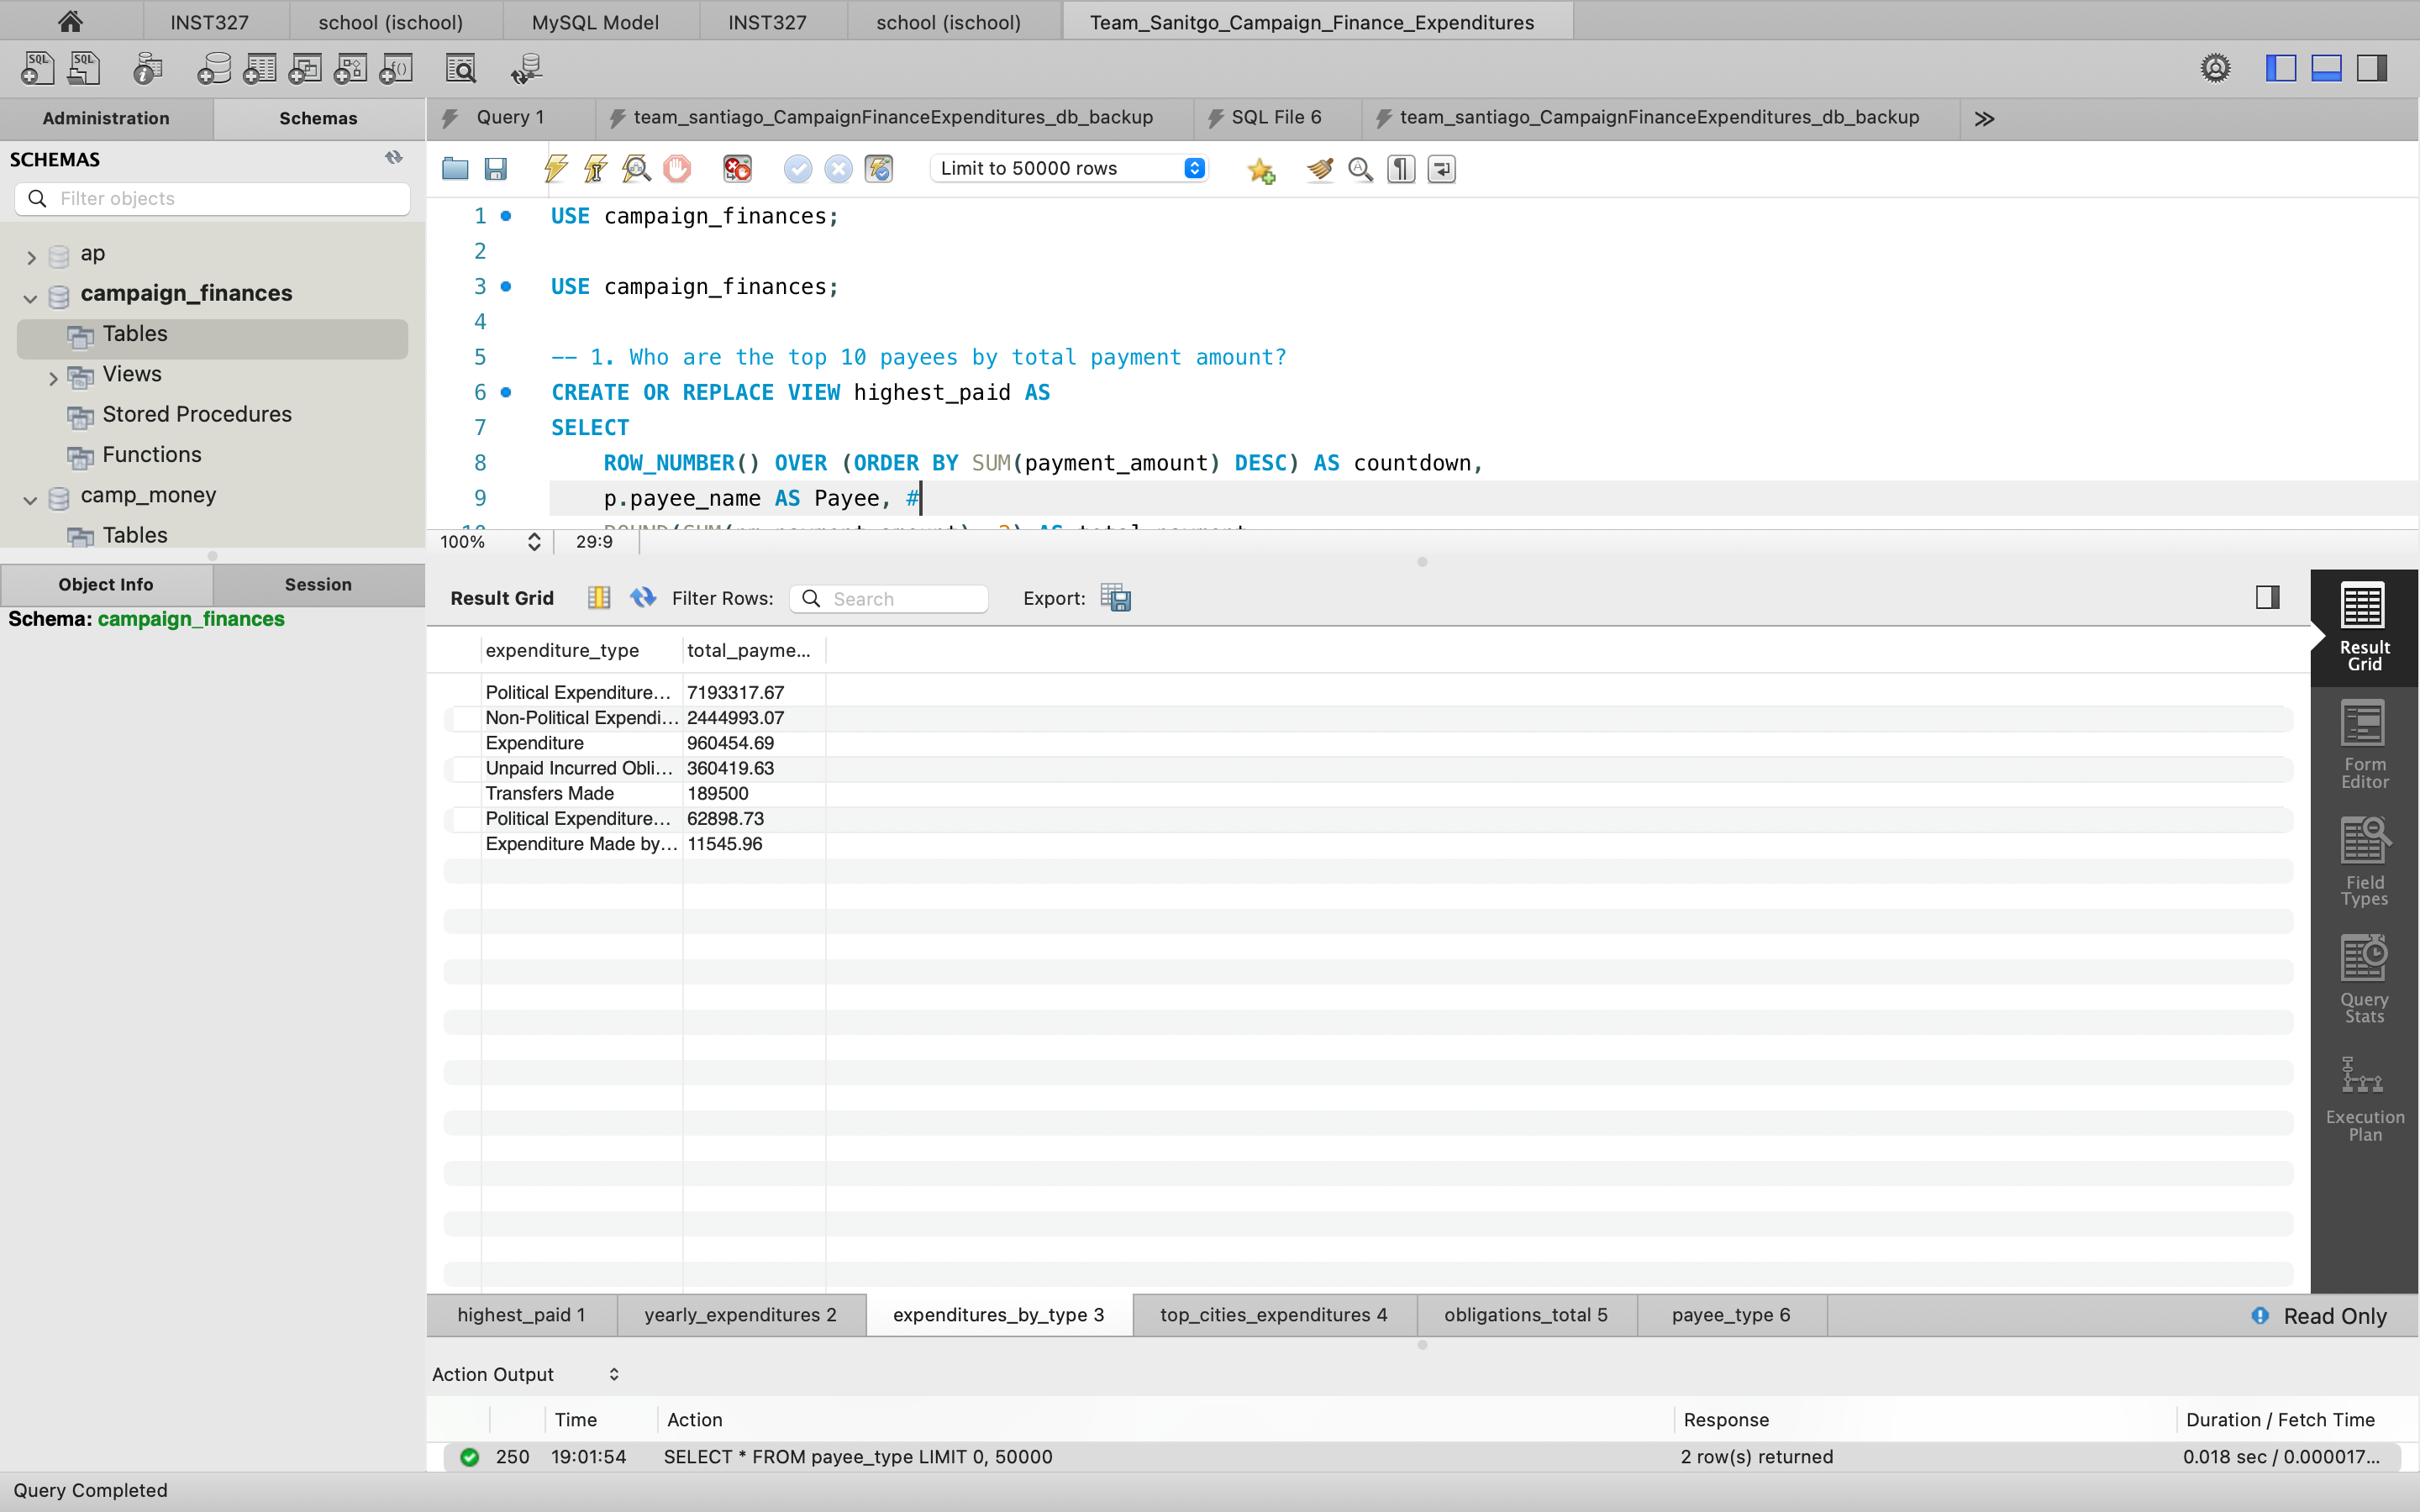 INST327 school (ischool) MySQL Model INST327 school (ischool) Team_Sanitgo_Campaign_Finance_Expenditures
SQL SQL
Administration Schemas
Query 1 team_santiago_CampaignFinanceExpenditures_db_backup SQL File 6 team_santiago_CampaignFinanceExpenditures_db_backup
SCHEMAS
Filter objects
ap
campaign_finances
Tables
Views
Stored Procedures
Functions
camp_money
Tables
Limit to 50000 rows
1 USE campaign_finances;
2
3 USE campaign_finances;
4
5 -- 1. Who are the top 10 payees by total payment amount?
6 CREATE OR REPLACE VIEW highest_paid AS
7 SELECT
8 ROW_NUMBER() OVER (ORDER BY SUM(payment_amount) DESC) AS countdown,
9 p.payee_name AS Payee, #
100% 29:9
Object Info Session
Schema: campaign_finances
Result Grid Filter Rows: Search Export:
expenditure_type total_payme...
Political Expenditure... 7193317.67
Non-Political Expendi... 2444993.07
Expenditure 960454.69
Unpaid Incurred Obli... 360419.63
Transfers Made 189500
Political Expenditure... 62898.73
Expenditure Made by... 11545.96
Result
Grid
Form
Editor
Field
Types
Query
Stats
Execution
Plan
highest_paid 1 yearly_expenditures 2 expenditures_by_type 3 top_cities_expenditures 4 obligations_total 5 payee_type 6 Read Only
Action Output
Time Action Response Duration / Fetch Time
250 19:01:54 SELECT * FROM payee_type LIMIT 0, 50000 2 row(s) returned 0.018 sec / 0.000017...
Query Completed